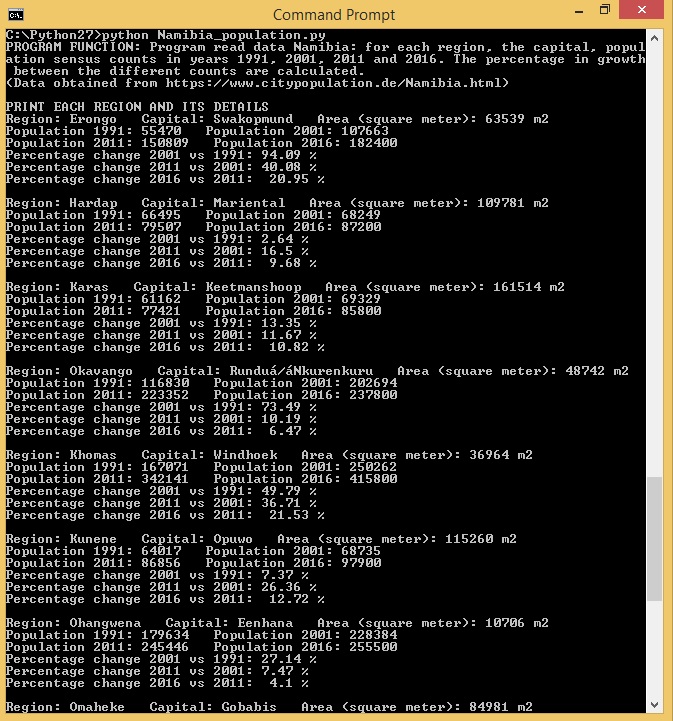 Command Prompt
C:\Python27>python Namibia_population.py
PROGRAM FUNCTION: Program read data Namibia: for each region, the capital, popul
ation sensus counts in years 1991, 2001, 2011 and 2016. The percentage in growth
between the different counts are calculated.
(Data obtained from https://www.citypopulation.de/Namibia.html)
PRINT EACH REGION AND ITS DETAILS
Region: Erongo   Capital: Swakopmund   Area (square meter): 63539 m2
Population 1991: 55470   Population 2001: 107663
Population 2011: 150809   Population 2016: 182400
Percentage change 2001 vs 1991: 94.09 %
Percentage change 2011 vs 2001: 40.08 %
Percentage change 2016 vs 2011:  20.95 %
Region: Hardap   Capital: Mariental   Area (square meter): 109781 m2
Population 1991: 66495   Population 2001: 68249
Population 2011: 79507   Population 2016: 87200
Percentage change 2001 vs 1991: 2.64 %
Percentage change 2011 vs 2001: 16.5 %
Percentage change 2016 vs 2011:  9.68 %
Region: Karas   Capital: Keetmanshoop   Area (square meter): 161514 m2
Population 1991: 61162   Population 2001: 69329
Population 2011: 77421   Population 2016: 85800
Percentage change 2001 vs 1991: 13.35 %
Percentage change 2011 vs 2001: 11.67 %
Percentage change 2016 vs 2011:  10.82 %
Region: Okavango   Capital: Runduá/áNkurenkuru   Area (square meter): 48742 m2
Population 1991: 116830   Population 2001: 202694
Population 2011: 223352   Population 2016: 237800
Percentage change 2001 vs 1991: 73.49 %
Percentage change 2011 vs 2001: 10.19 %
Percentage change 2016 vs 2011:  6.47 %
Region: Khomas   Capital: Windhoek   Area (square meter): 36964 m2
Population 1991: 167071   Population 2001: 250262
Population 2011: 342141   Population 2016: 415800
Percentage change 2001 vs 1991: 49.79 %
Percentage change 2011 vs 2001: 36.71 %
Percentage change 2016 vs 2011:  21.53 %
Region: Kunene   Capital: Opuwo   Area (square meter): 115260 m2
Population 1991: 64017   Population 2001: 68735
Population 2011: 86856   Population 2016: 97900
Percentage change 2001 vs 1991: 7.37 %
Percentage change 2011 vs 2001: 26.36 %
Percentage change 2016 vs 2011:  12.72 %
Region: Ohangwena   Capital: Eenhana   Area (square meter): 10706 m2
Population 1991: 179634   Population 2001: 228384
Population 2011: 245446   Population 2016: 255500
Percentage change 2001 vs 1991: 27.14 %
Percentage change 2011 vs 2001: 7.47 %
Percentage change 2016 vs 2011:  4.1 %
Region: Omaheke   Capital: Gobabis   Area (square meter): 84981 m2